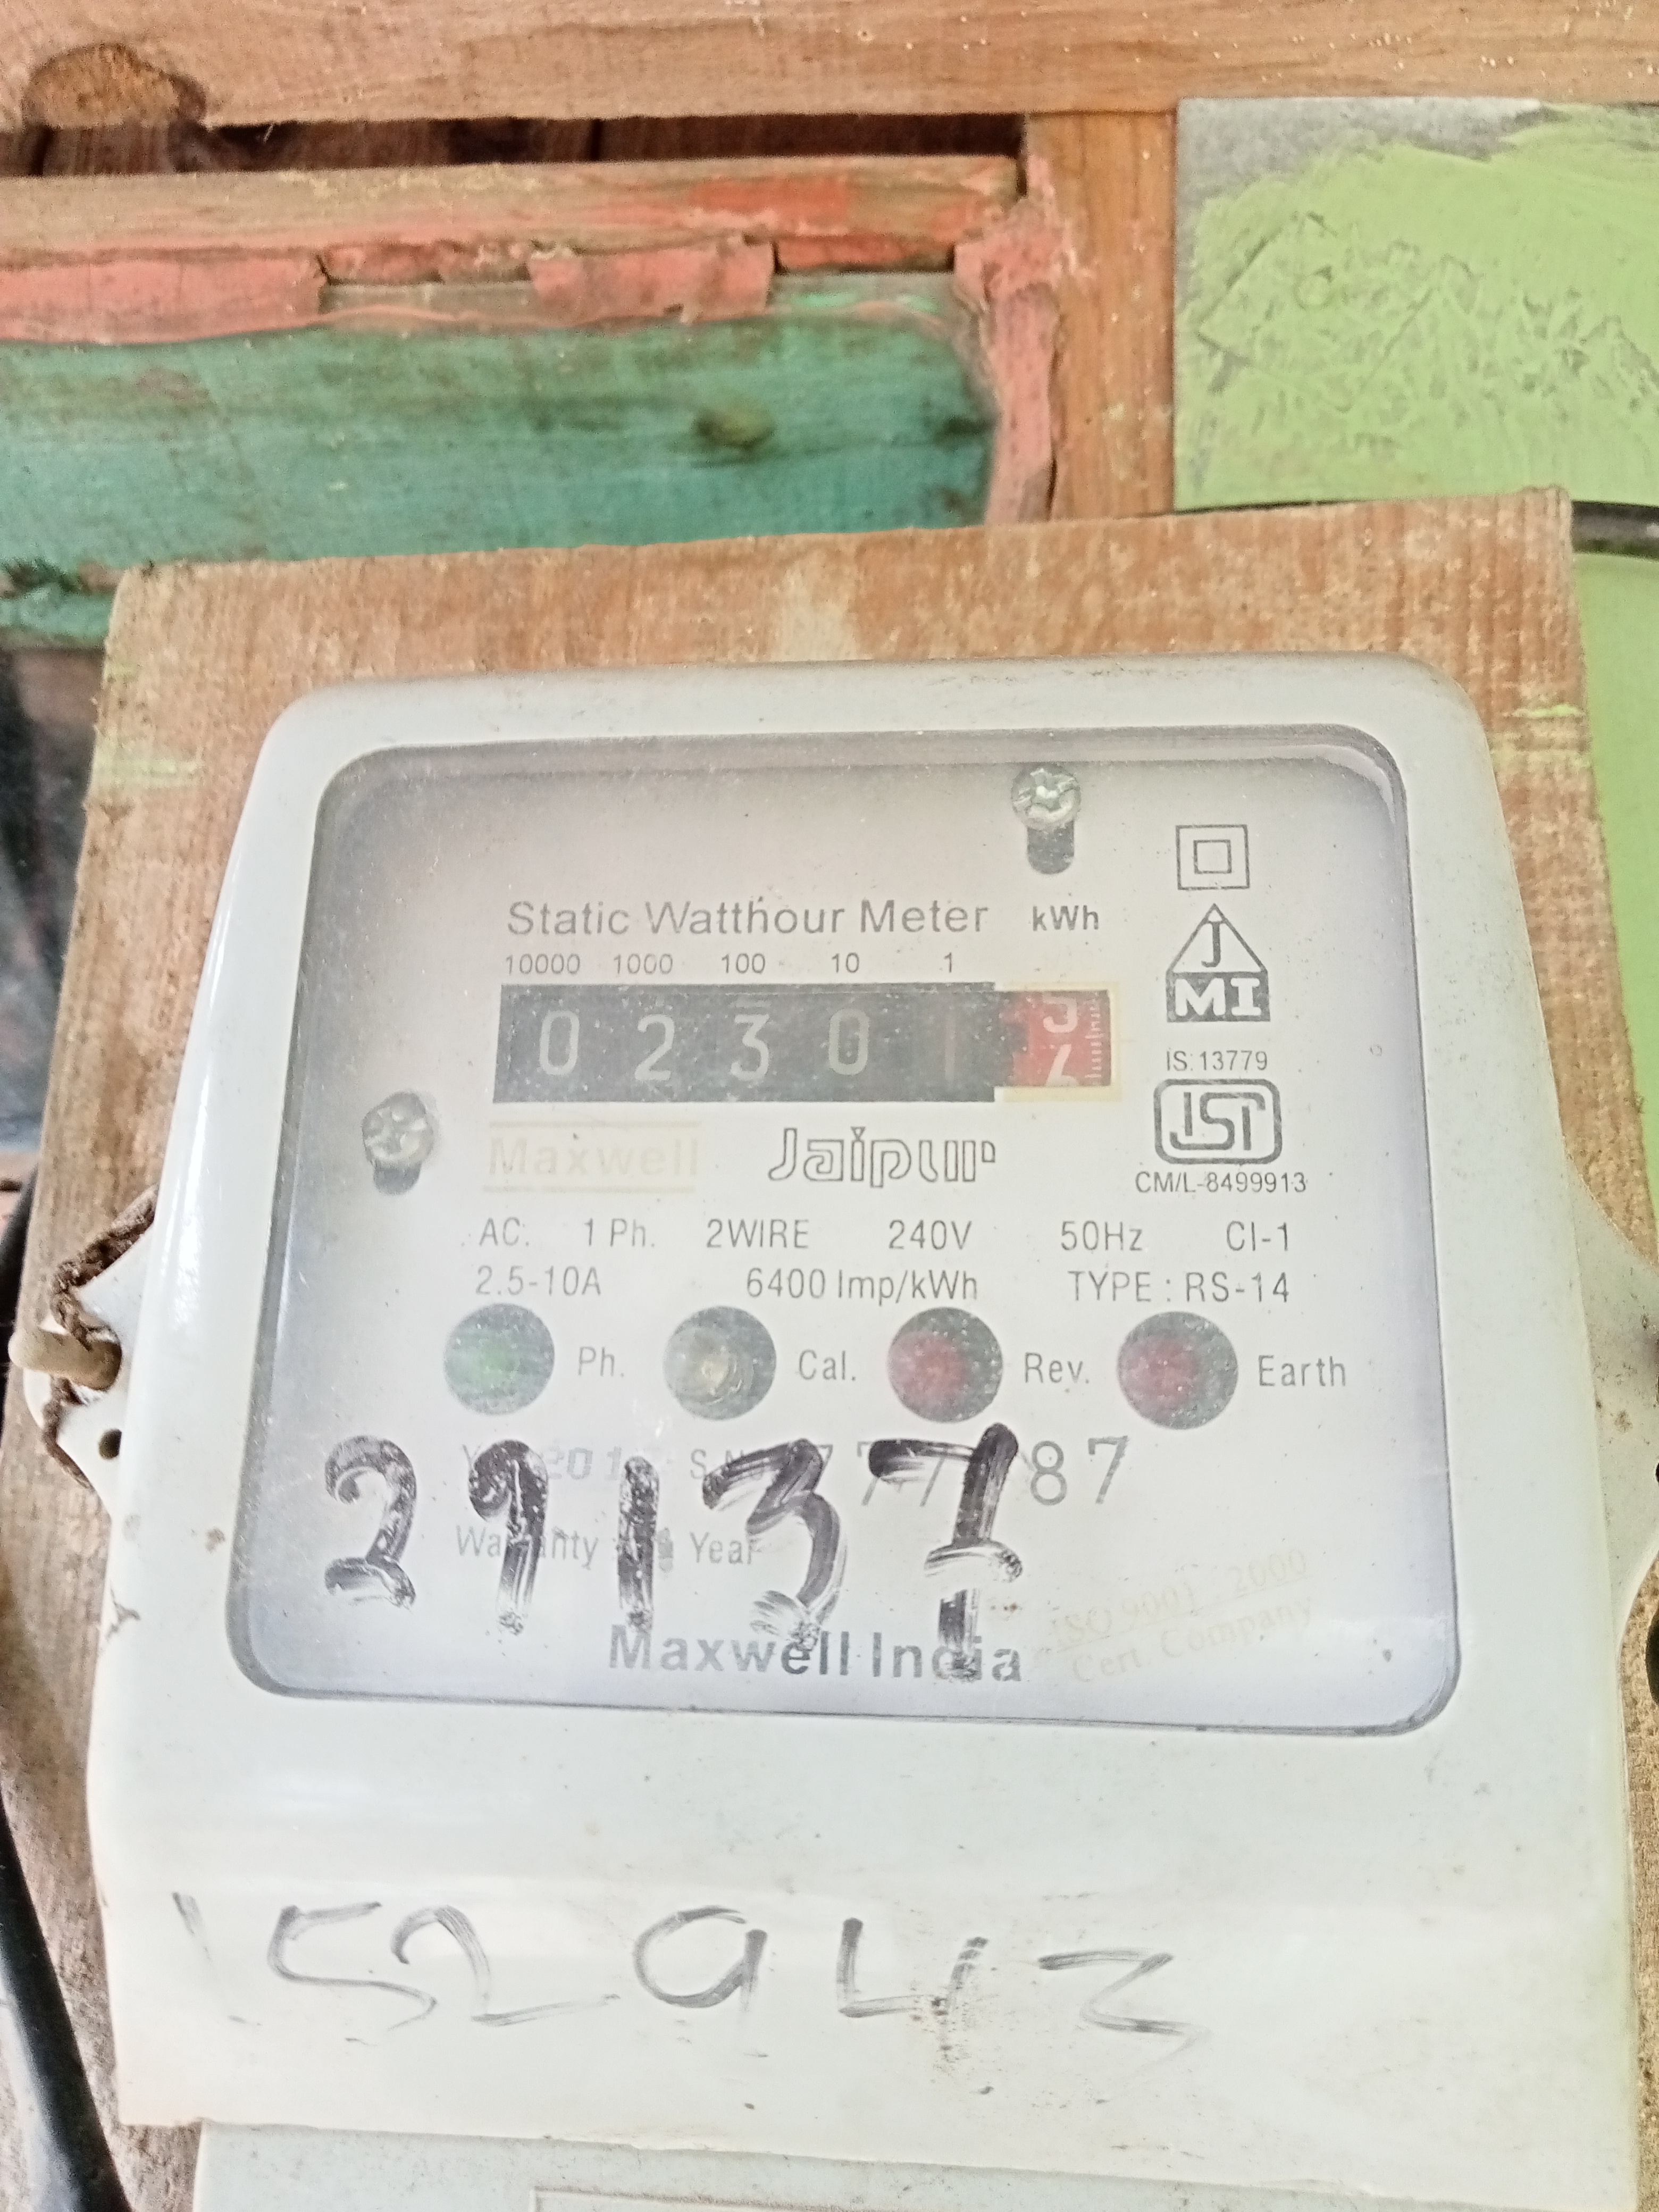 Static Watthour Meter kWh
10000 1000 100 10 1
0 2 3 0 1
Maxwell Jaipur
J
MI
IS:13779
ISI
CM/L-8499913
AC. 1 Ph. 2WIRE 240V 50Hz Cl-1
2.5-10A 6400 Imp/kWh TYPE : RS-14
Ph. Cal. Rev. Earth
87
29137
Warranty Year
Maxwell India
ISO 9001 : 2000
Cert. Company
152943